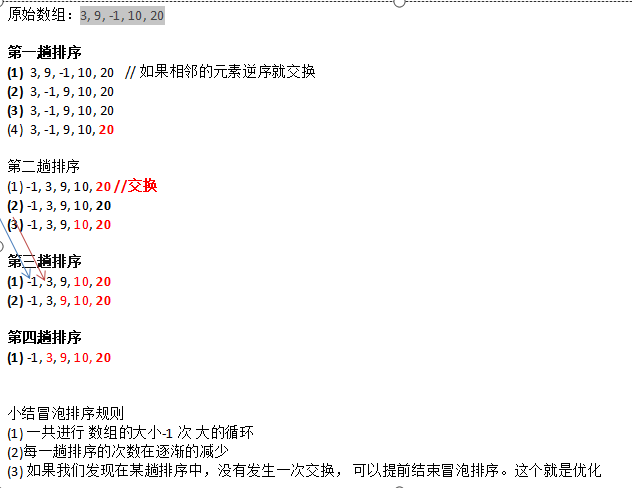 原始数组：3, 9, -1, 10, 20
第一趟排序
(1) 3, 9, -1, 10, 20 // 如果相邻的元素逆序就交换
(2) 3, -1, 9, 10, 20
(3) 3, -1, 9, 10, 20
(4) 3, -1, 9, 10, 20
第二趟排序
(1) -1, 3, 9, 10, 20 //交换
(2) -1, 3, 9, 10, 20
(3) -1, 3, 9, 10, 20
第三趟排序
(1) -1, 3, 9, 10, 20
(2) -1, 3, 9, 10, 20
第四趟排序
(1) -1, 3, 9, 10, 20
小结冒泡排序规则
(1) 一共进行 数组的大小-1 次 大的循环
(2)每一趟排序的次数在逐渐的减少
(3) 如果我们发现在某趟排序中，没有发生一次交换， 可以提前结束冒泡排序。这个就是优化